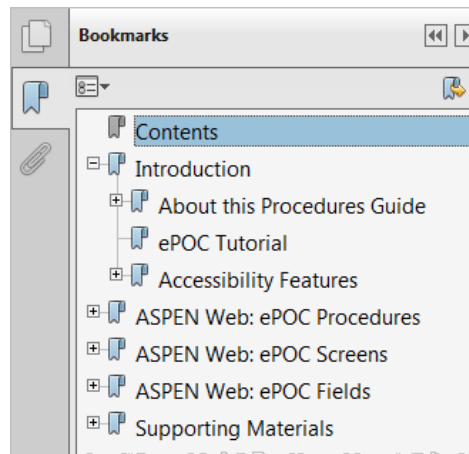 Bookmarks
Contents
Introduction
About this Procedures Guide
ePOC Tutorial
Accessibility Features
ASPEN Web: ePOC Procedures
ASPEN Web: ePOC Screens
ASPEN Web: ePOC Fields
Supporting Materials